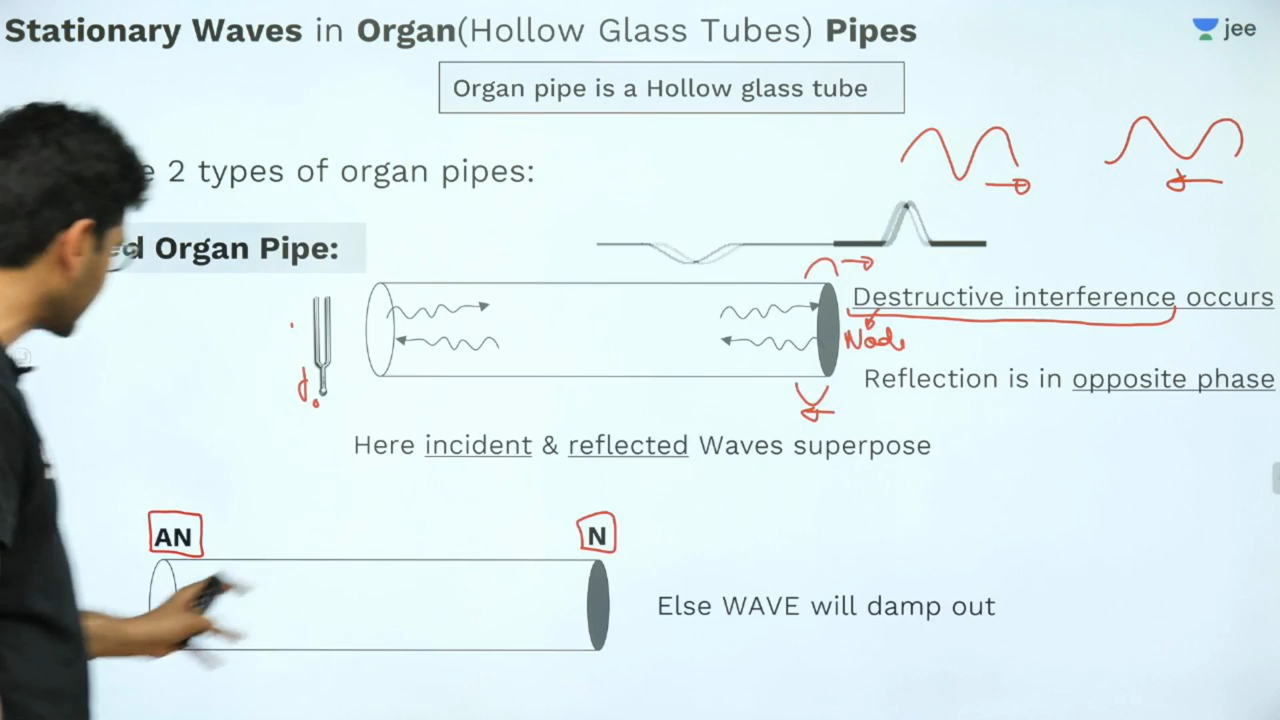 Stationary Waves in Organ(Hollow Glass Tubes) Pipes
jee
Organ pipe is a Hollow glass tube
2 types of organ pipes:
Organ Pipe:
Destructive interference occurs
Node
Reflection is in opposite phase
Here incident & reflected Waves superpose
AN
N
Else WAVE will damp out